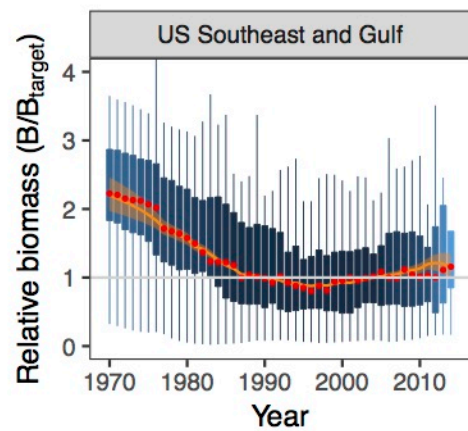 US Southeast and Gulf
Relative biomass (B/Btarget)
4
3
2
1
0
1970 1980 1990 2000 2010
Year